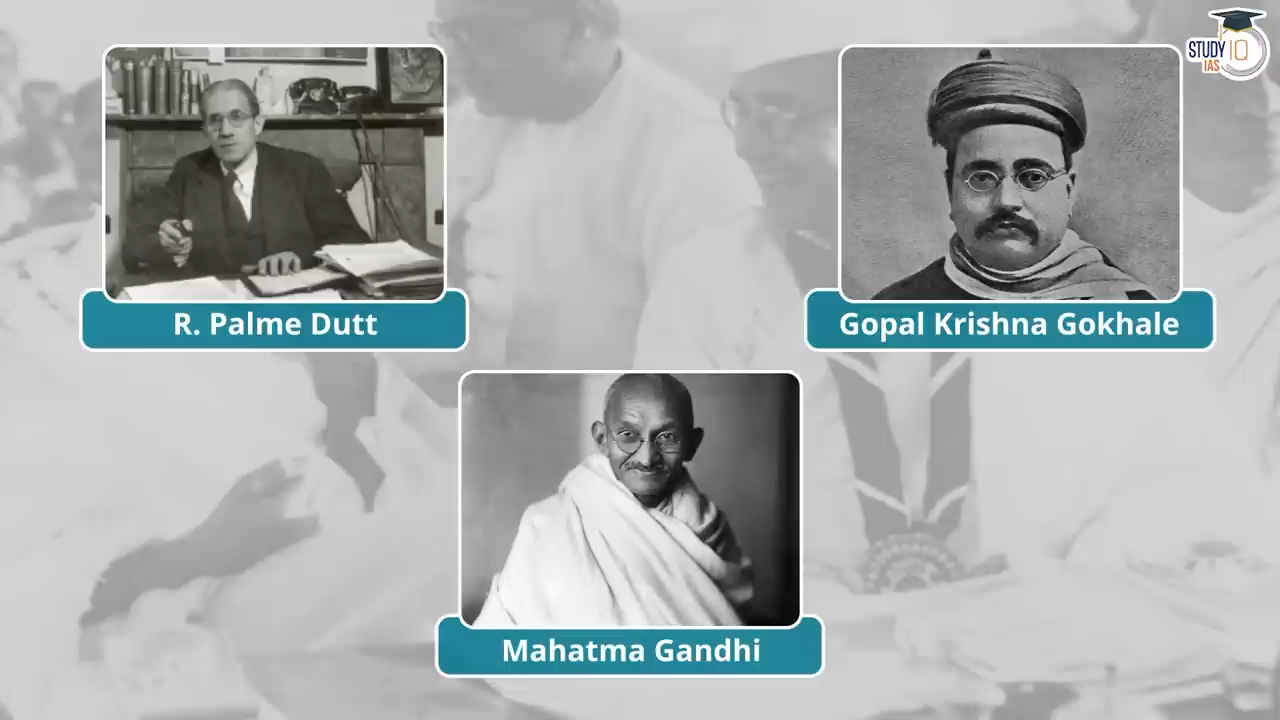 STUDY IQ
IAS
R. Palme Dutt
Gopal Krishna Gokhale
Mahatma Gandhi